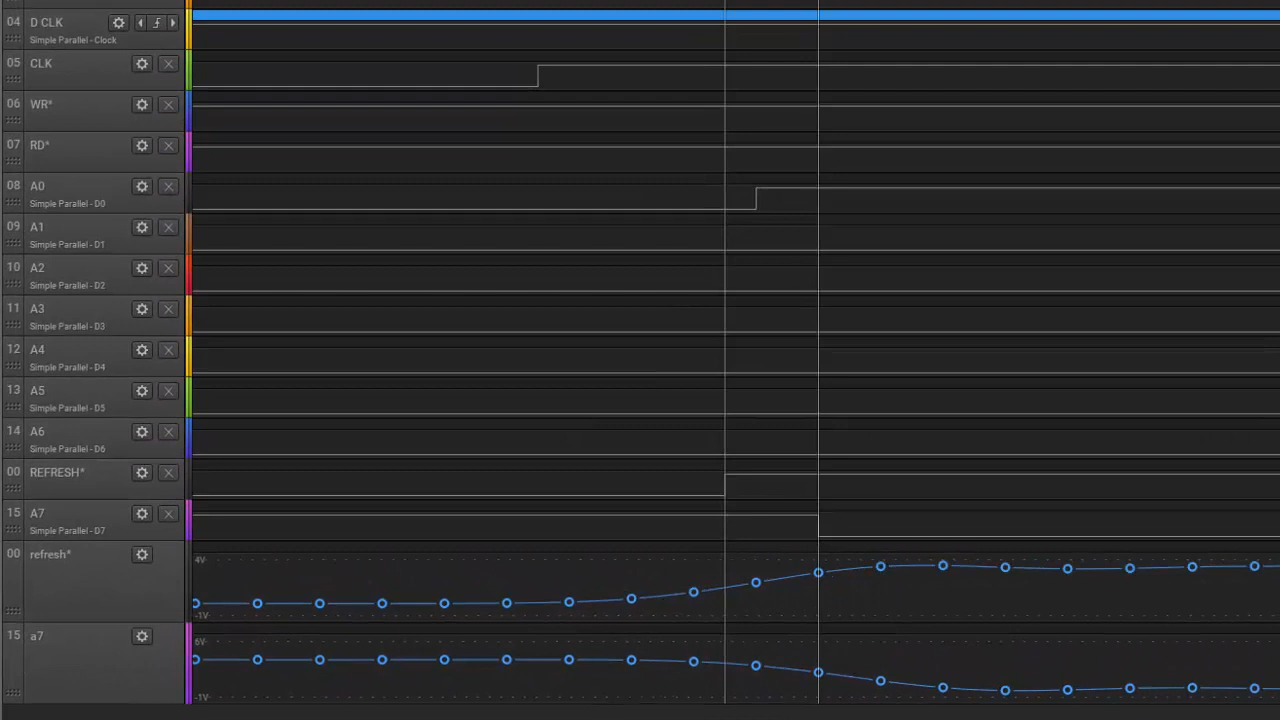 04 D CLK
Simple Parallel - Clock
05 CLK
06 WR*
07 RD*
08 A0
Simple Parallel - D0
09 A1
Simple Parallel - D1
10 A2
Simple Parallel - D2
11 A3
Simple Parallel - D3
12 A4
Simple Parallel - D4
13 A5
Simple Parallel - D5
14 A6
Simple Parallel - D6
00 REFRESH*
15 A7
Simple Parallel - D7
00 refresh*
4V
-1V
15 a7
6V
-1V